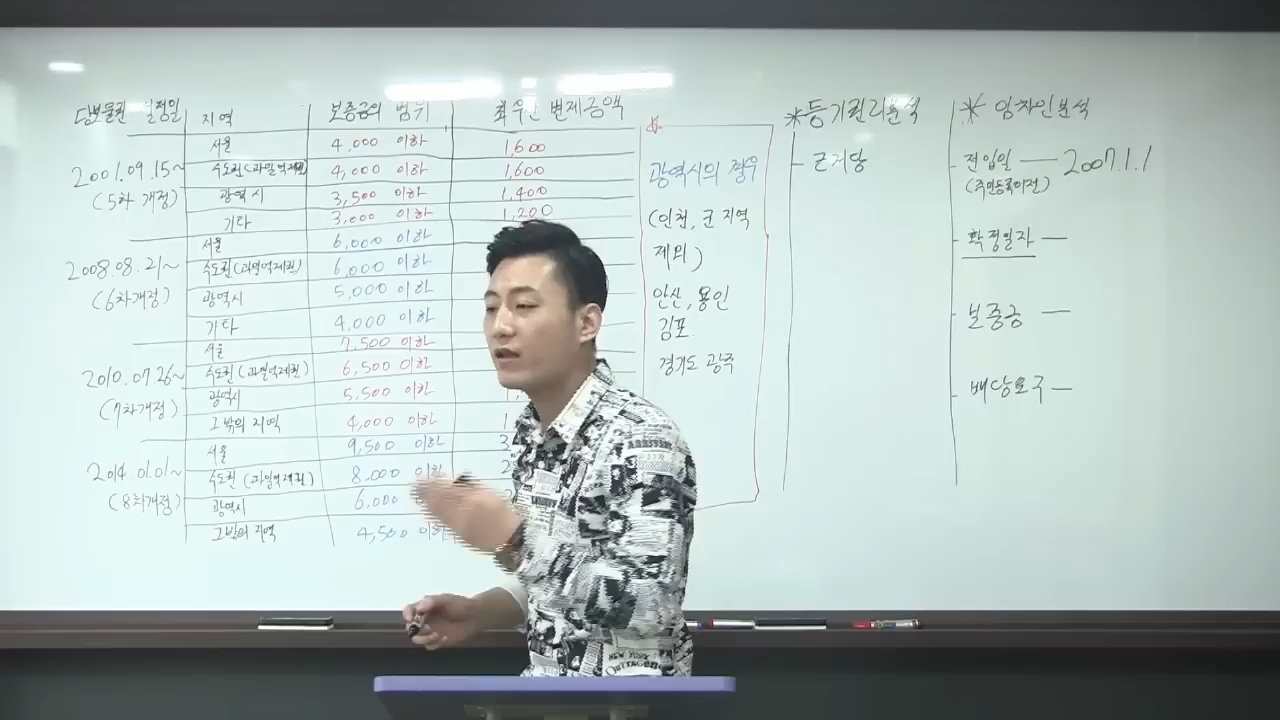 담보물권 설정일 지역 보증금의 범위 최우선 변제금액
2001.09.15~
(5차 개정)
서울 4,000 이하 1,600
수도권(과밀억제권) 4,000 이하 1,600
광역시 3,500 이하 1,400
기타 3,000 이하 1,200
2008.08.21~
(6차개정)
서울 6,000 이하
수도권(과밀억제권) 6,000 이하
광역시 5,000 이하
기타 4,000 이하
2010.07.26~
(7차개정)
서울 7,500 이하
수도권(과밀억제권) 6,500 이하
광역시 5,500 이하
그 밖의 지역 4,000 이하
2014.01.01~
(8차개정)
서울 9,500 이하 3
수도권(과밀억제권) 8,000 이하 2
광역시 6,000
그 밖의 지역 4,500 이하
광역시의 경우
(인천, 군 지역
제외)
안산, 용인
김포.
경기도 광주
*등기권리분석
- 근저당
* 임차인분석
- 전입일 — 2007.1.1
(주민등록이전)
- 확정일자 —
- 보증금 —
- 배당요구 —
NEW YORK
OUTTAGED